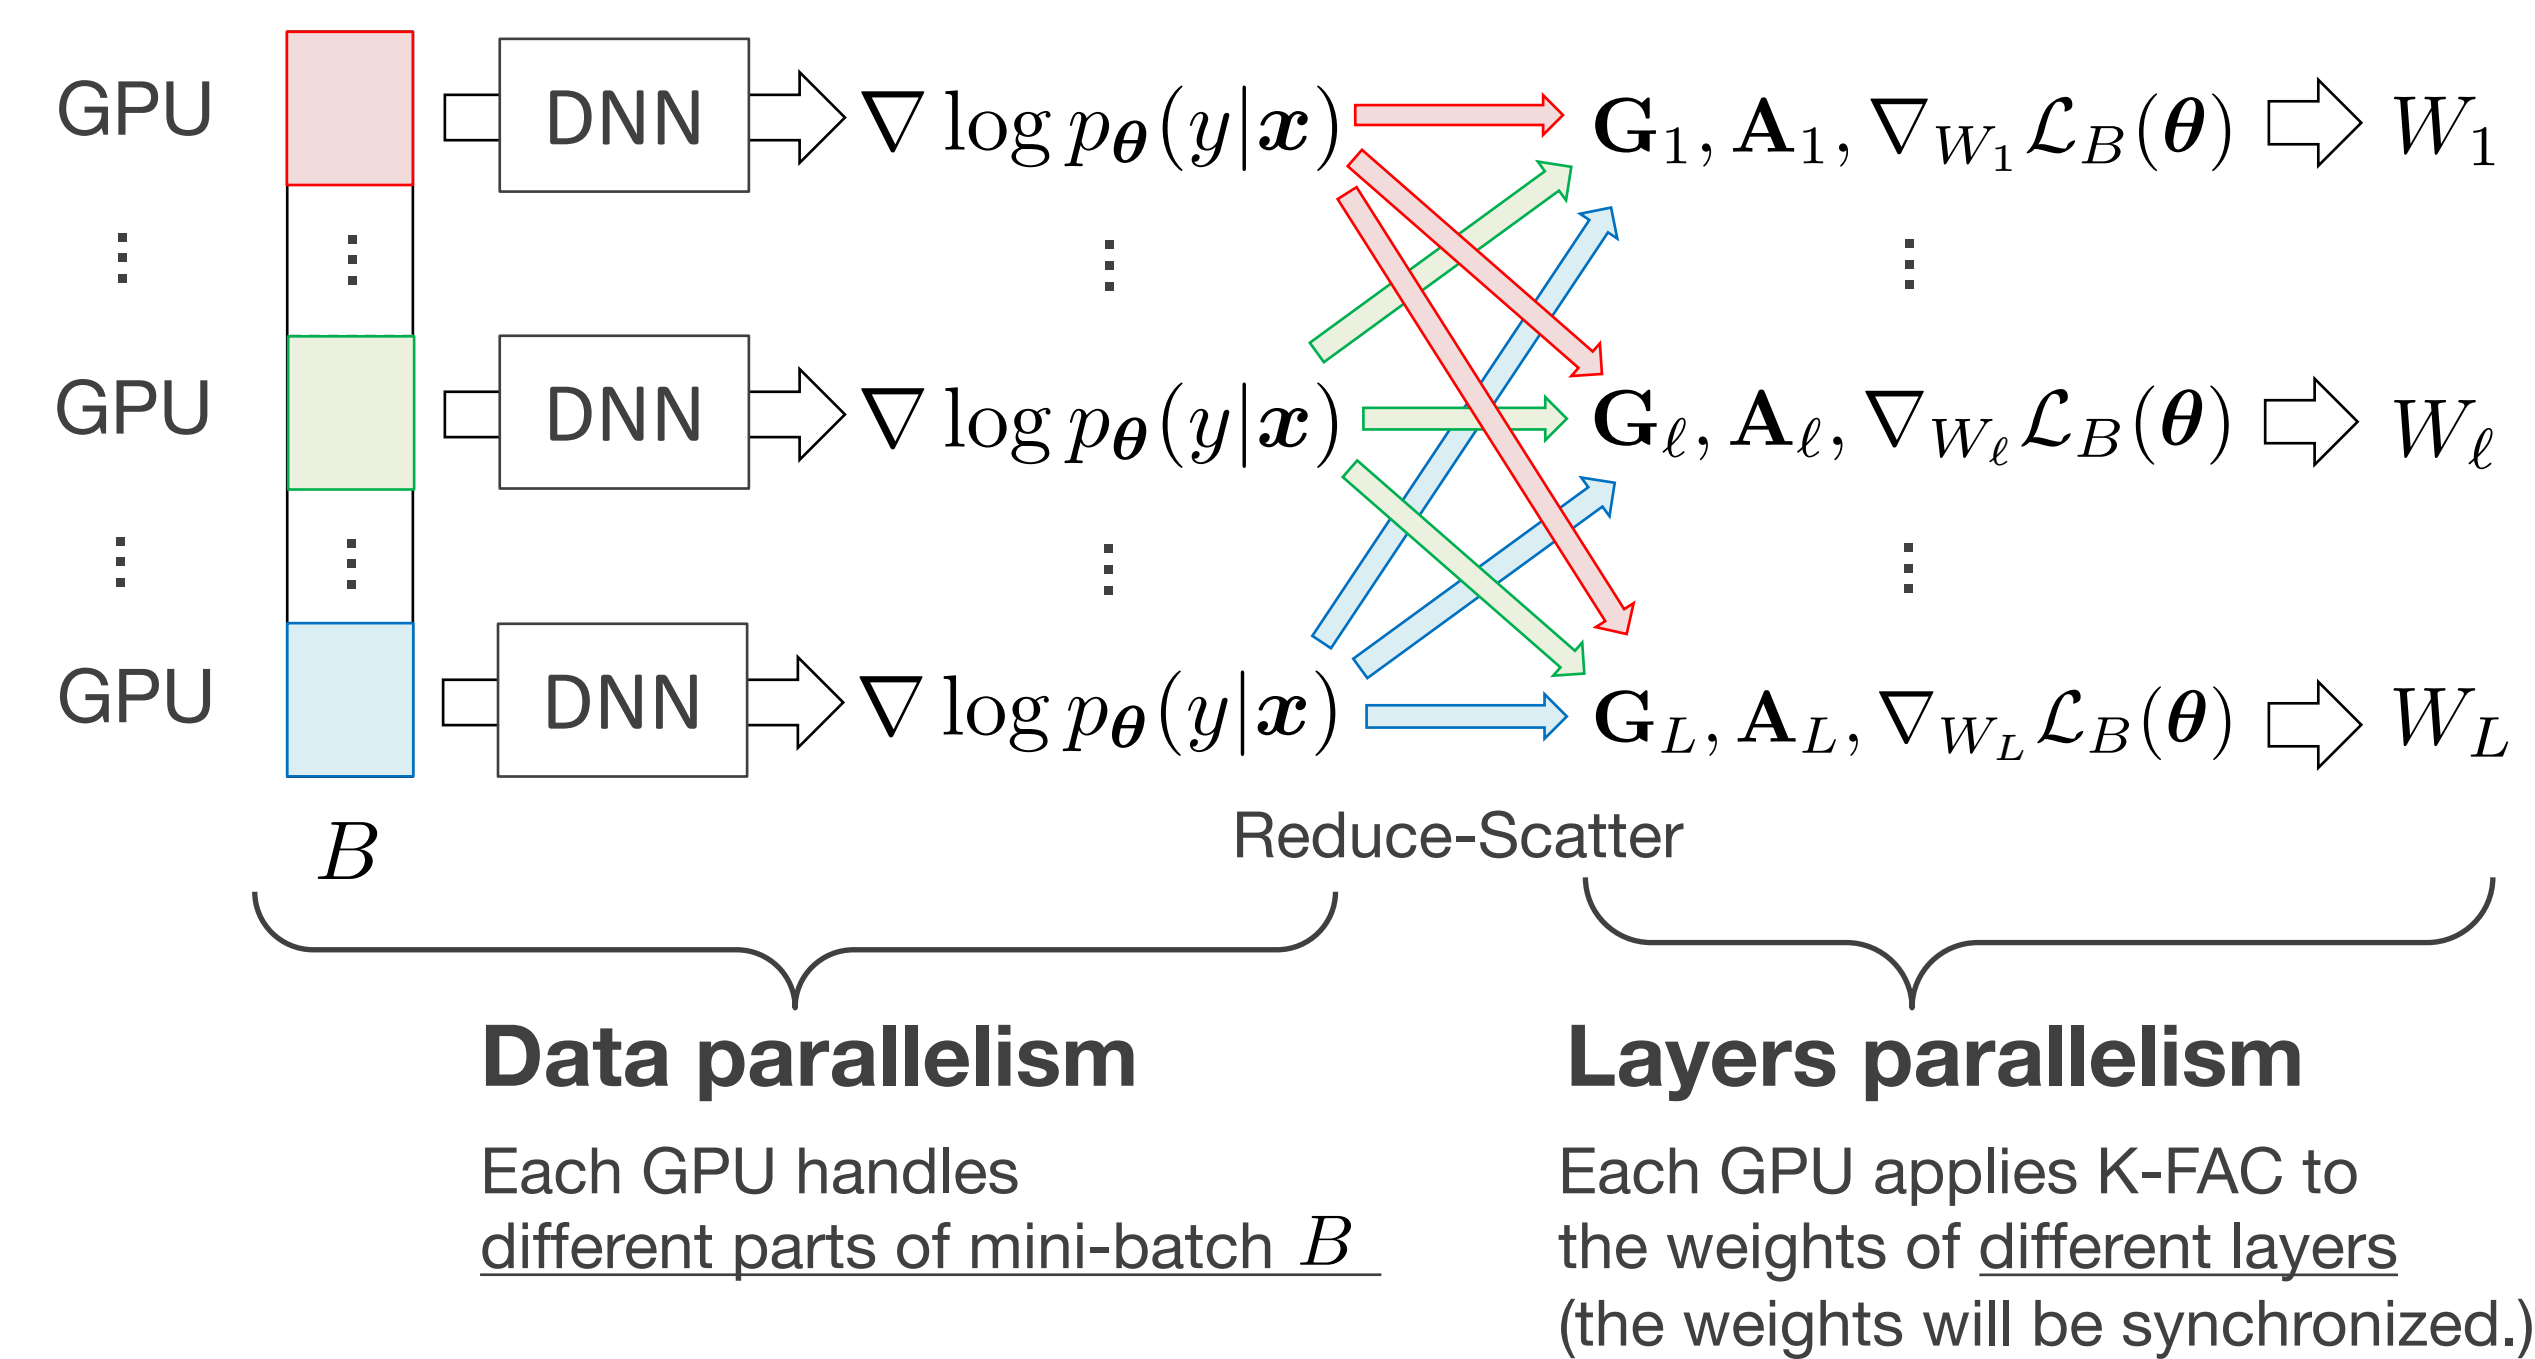 GPU DNN ∇ log p_θ(y|x) G_1, A_1, ∇_{W_1} ℒ_B(θ) W_1
⋮ ⋮ ⋮ ⋮
GPU DNN ∇ log p_θ(y|x) G_ℓ, A_ℓ, ∇_{W_ℓ} ℒ_B(θ) W_ℓ
⋮ ⋮ ⋮ ⋮
GPU DNN ∇ log p_θ(y|x) G_L, A_L, ∇_{W_L} ℒ_B(θ) W_L
B
Reduce-Scatter
Data parallelism
Each GPU handles
different parts of mini-batch B
Layers parallelism
Each GPU applies K-FAC to
the weights of different layers
(the weights will be synchronized.)